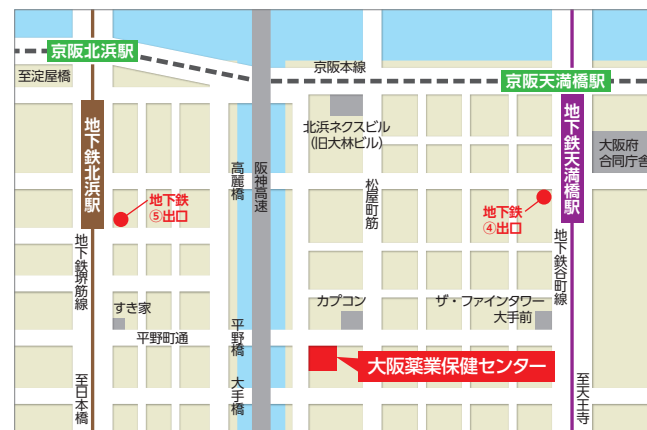 京阪北浜駅
至淀屋橋
京阪本線
京阪天満橋駅
地下鉄北浜駅
北浜ネクスビル
(旧大林ビル)
地下鉄天満橋駅
大阪府
合同庁舎
高麗橋
阪神高速
松屋町筋
地下鉄
⑤出口
地下鉄
④出口
地下鉄堺筋線
地下鉄谷町線
すき家
カプコン
ザ・ファインタワー
大手前
平野町通
平野橋
大阪薬業保健センター
至日本橋
大手橋
至天王寺